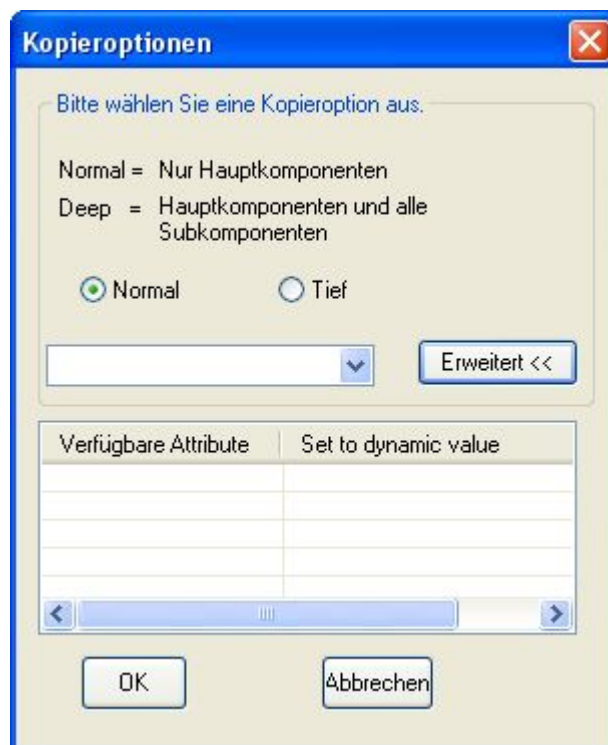 Kopieroptionen
Bitte wählen Sie eine Kopieroption aus.
Normal = Nur Hauptkomponenten
Deep = Hauptkomponenten und alle
Subkomponenten
Normal Tief
Erweitert <<
Verfügbare Attribute Set to dynamic value
OK Abbrechen